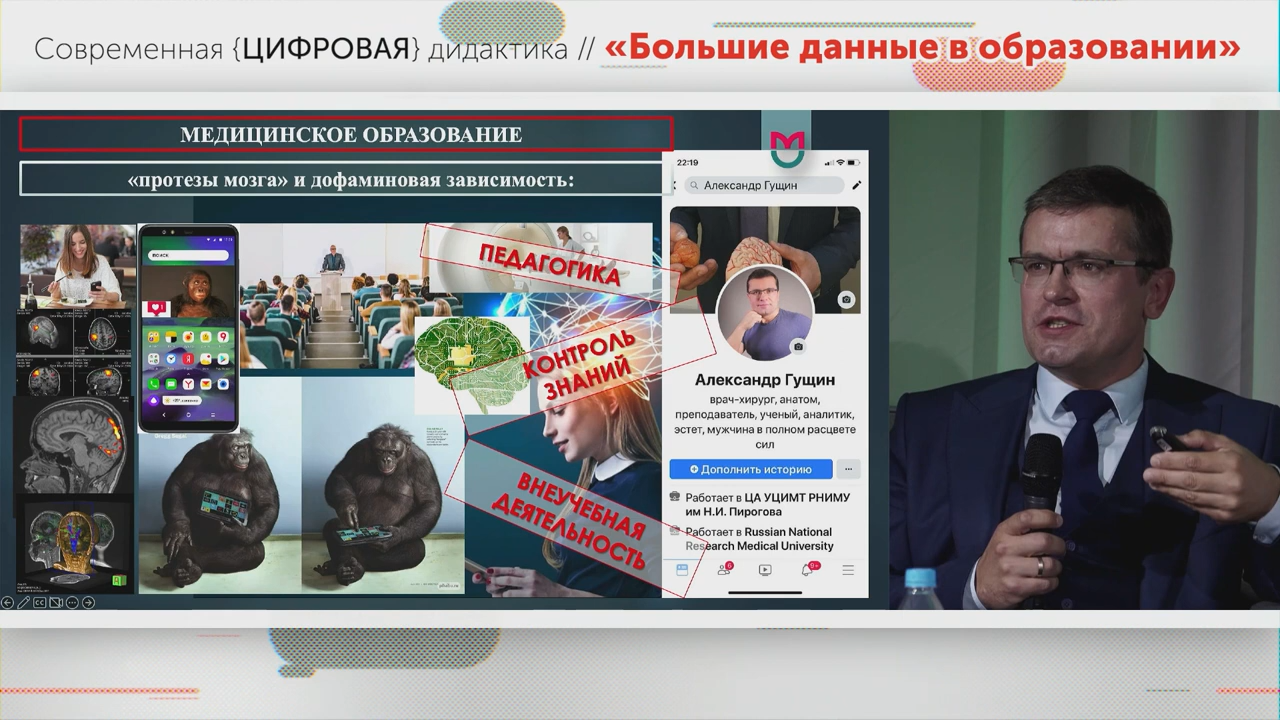 Современная {ЦИФРОВАЯ} дидактика // «Большие данные в образовании»
МЕДИЦИНСКОЕ ОБРАЗОВАНИЕ
«протезы мозга» и дофаминовая зависимость:
ПЕДАГОГИКА
КОНТРОЛЬ
ЗНАНИЙ
ВНЕУЧЕБНАЯ
ДЕЯТЕЛЬНОСТЬ
22:19
Александр Гущин
Александр Гущин
врач-хирург, анатом,
преподаватель, ученый, аналитик,
эстет, мужчина в полном расцвете
сил
Дополнить историю
Работает в ЦА УЦИМТ РНИМУ
им Н.И. Пирогова
Работает в Russian National
Research Medical University
6
9+